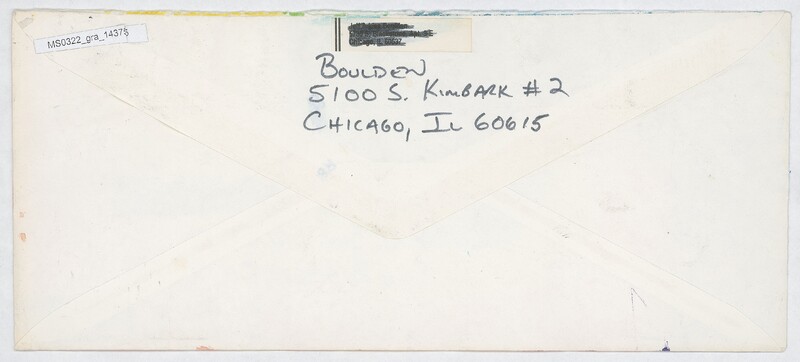 MS0322_gra_14375
BOULDEN
5100 S. KIMBARK #2
CHICAGO, IL 60615